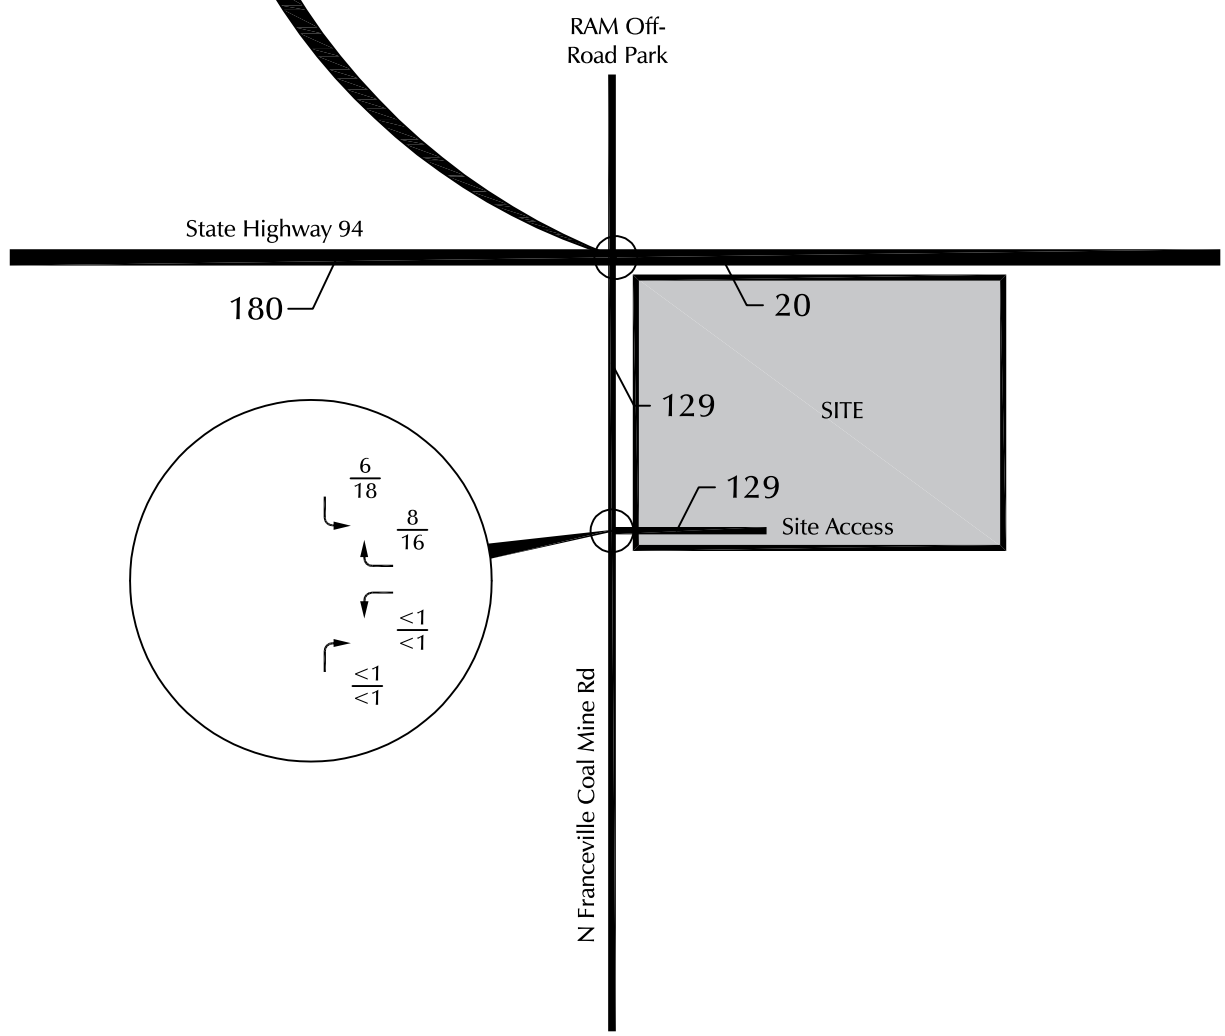 RAM Off-
Road Park
State Highway 94
180
20
129
SITE
129
Site Access
6
18
8
16
<1
<1
<1
<1
N Franceville Coal Mine Rd